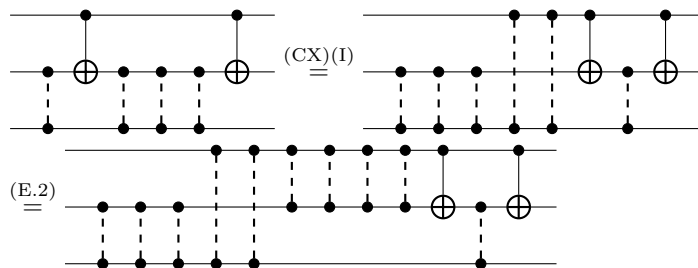 (CX)(I)
=
(E.2)
=